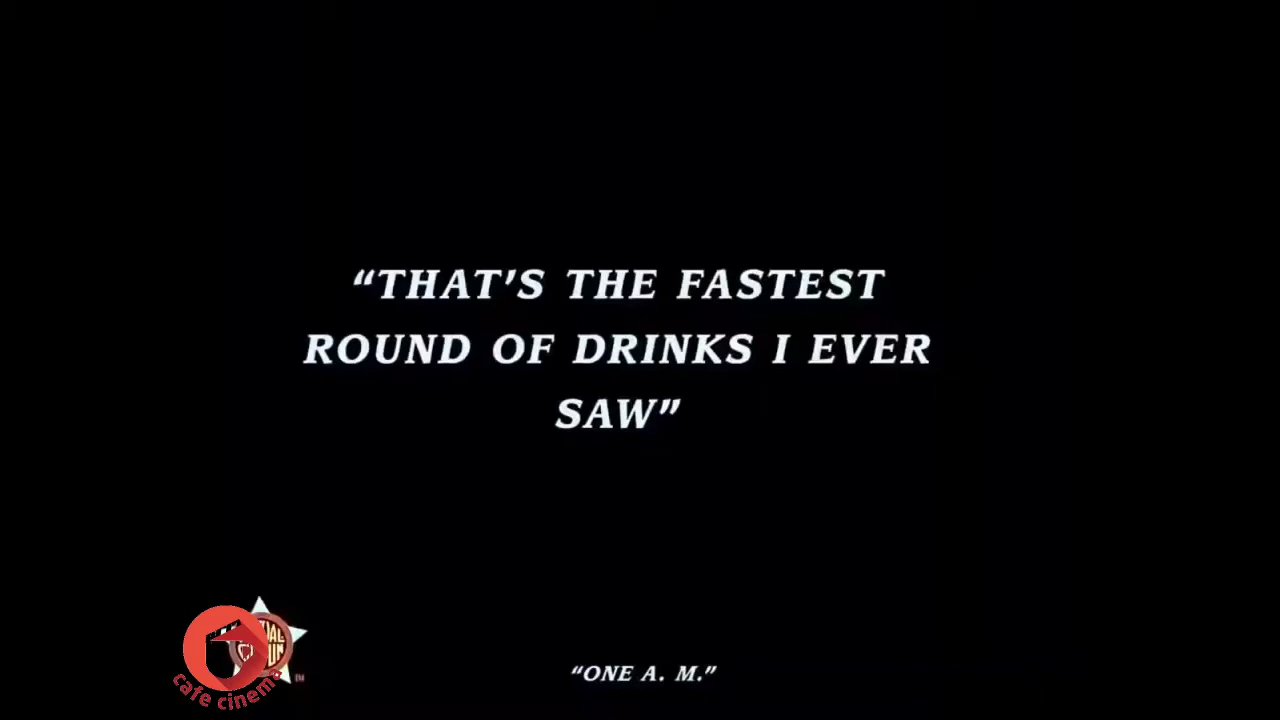 “THAT’S THE FASTEST
ROUND OF DRINKS I EVER
SAW”
“ONE A. M.”
cafe cinema